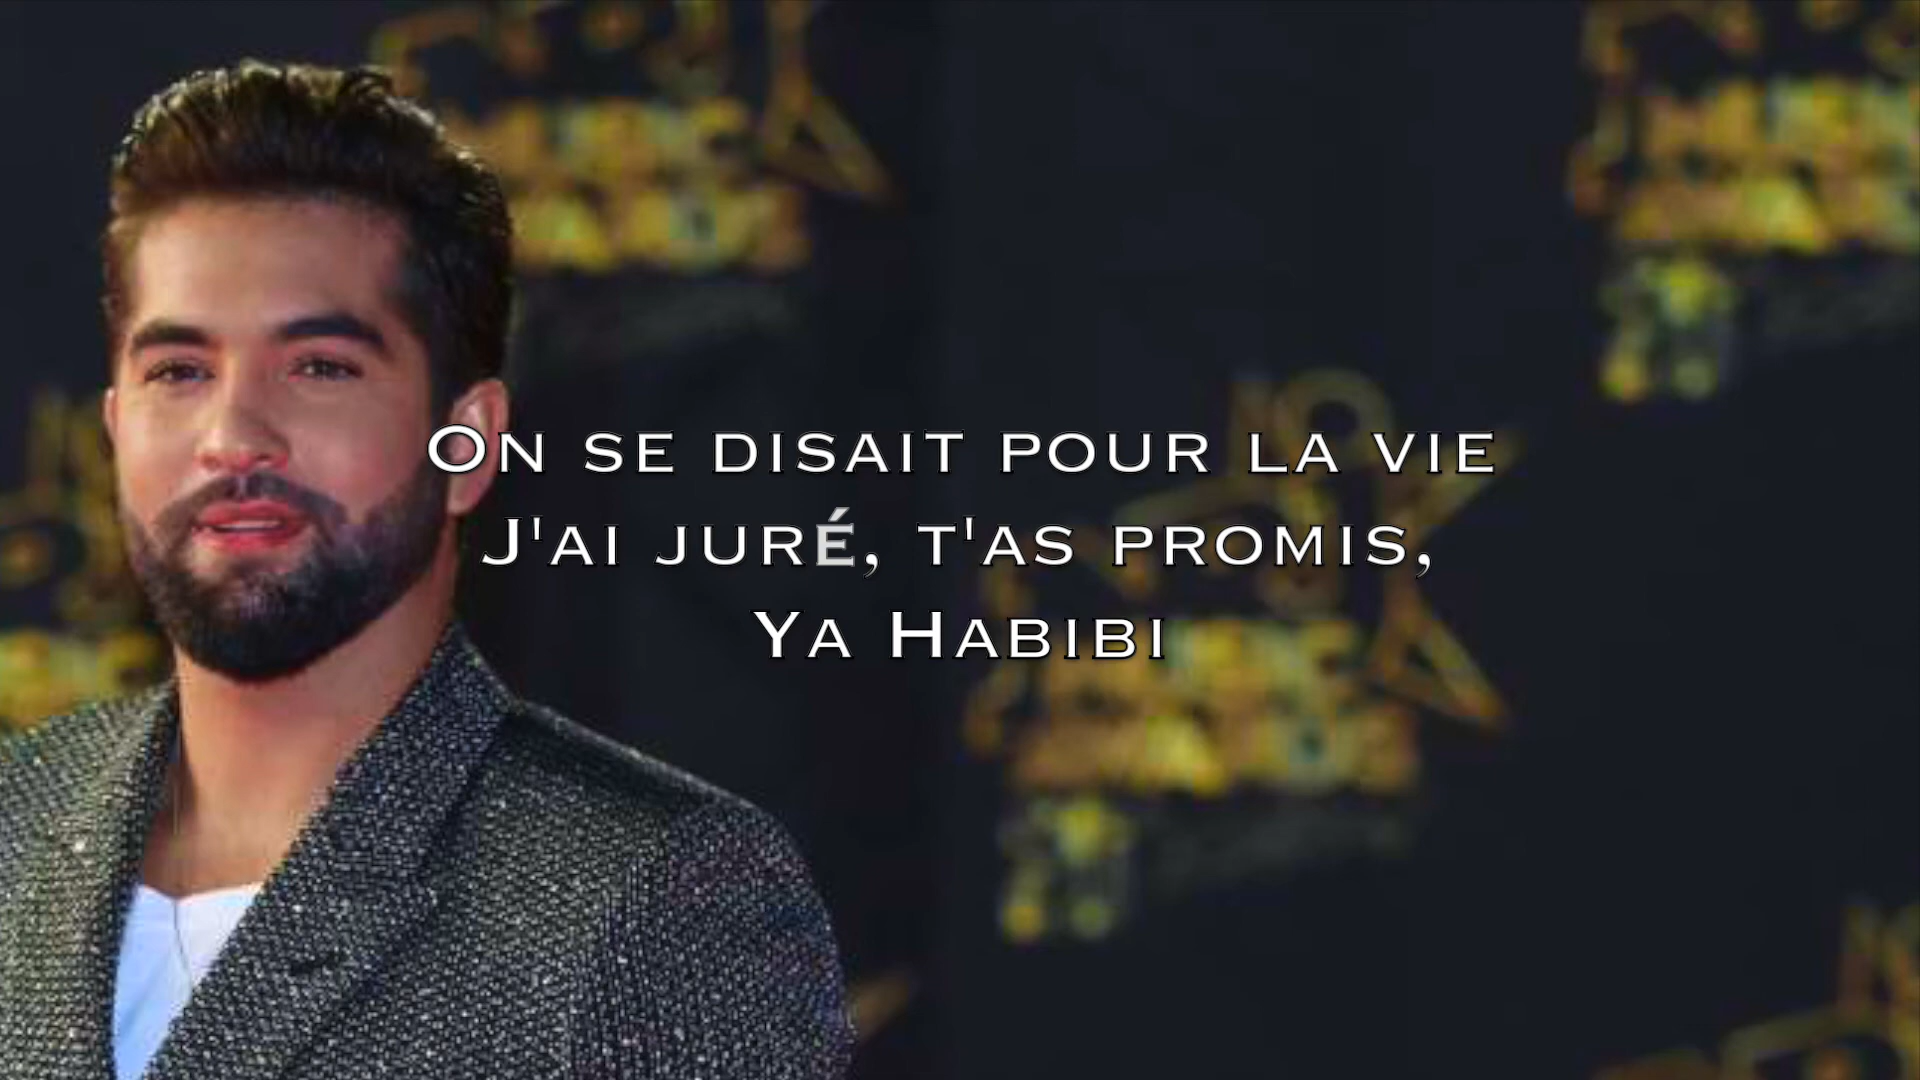 On se disait pour la vie
J'ai juré, t'as promis,
Ya Habibi